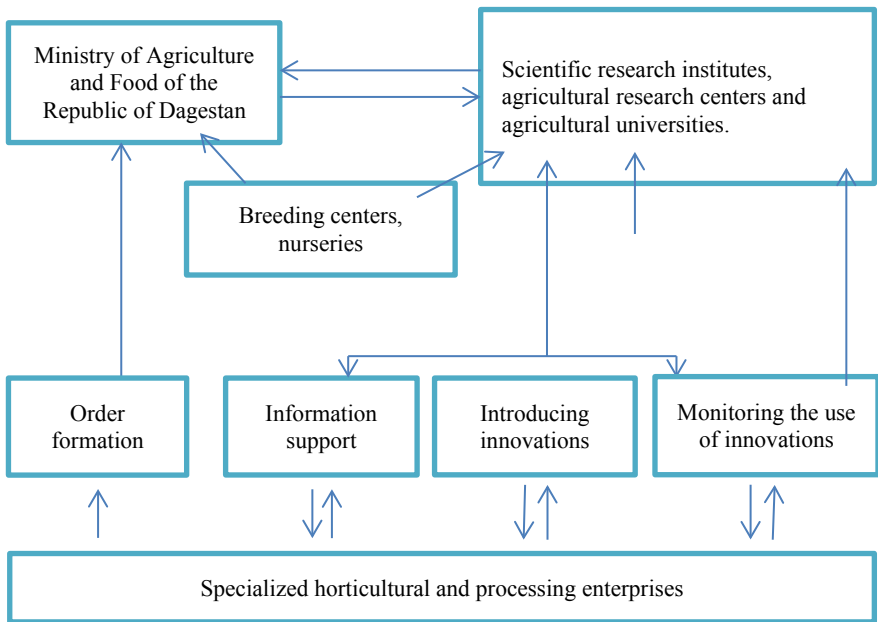 Ministry of Agriculture
and Food of the
Republic of Dagestan
Scientific research institutes,
agricultural research centers and
agricultural universities.
Breeding centers,
nurseries
Order
formation
Information
support
Introducing
innovations
Monitoring the use
of innovations
Specialized horticultural and processing enterprises